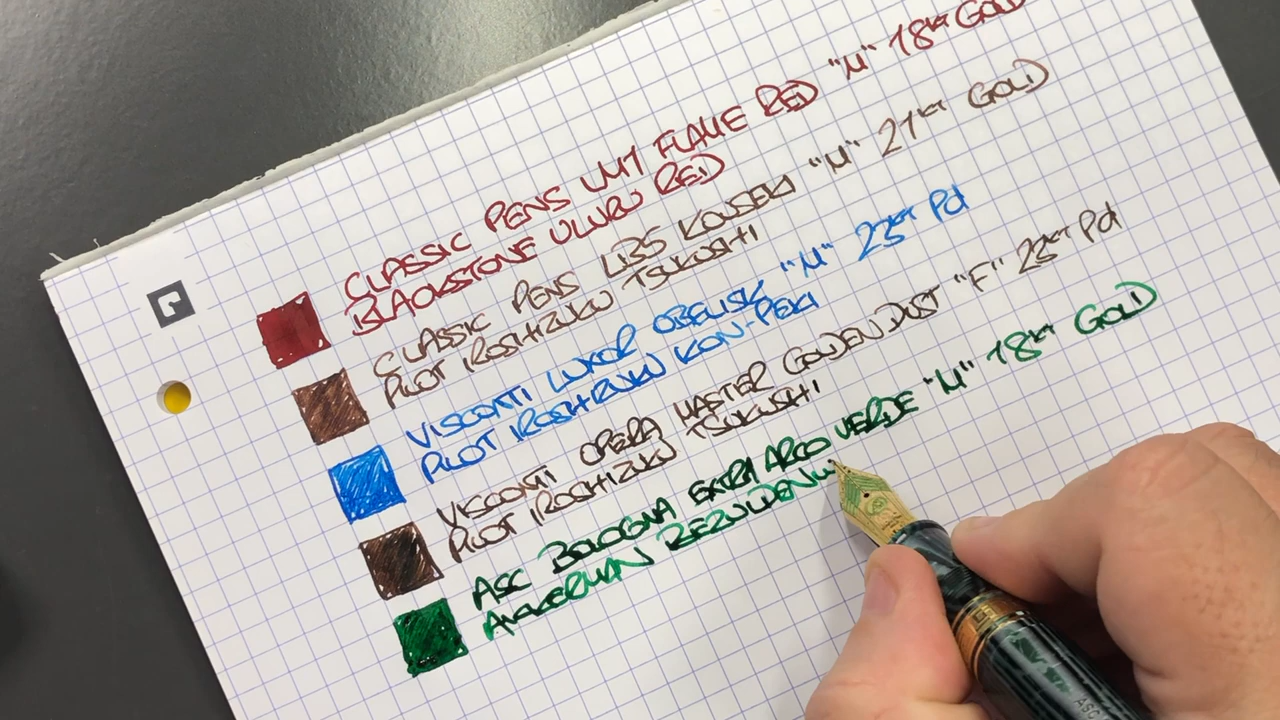 CLASSIC PENS LM1 FLAME RED "M" 18kt GOLD
BLACKSTONE ULURU RED
CLASSIC PENS LB5 KOUSEKI "M" 21kt GOLD
PILOT IROSHIZUKU TSUKUSHI
VISCONTI LUXOR OBELISK "M" 23kt Pd
PILOT IROSHIZUKU KON-PEKI
VISCONTI OPERA MASTER GOLDEN DUST "F" 23kt Pd
PILOT IROSHIZUKU TSUKUSHI
ASC BOLOGNA EXTRA ARCO VERDE "M" 18kt GOLD
AKKERMAN
ASC